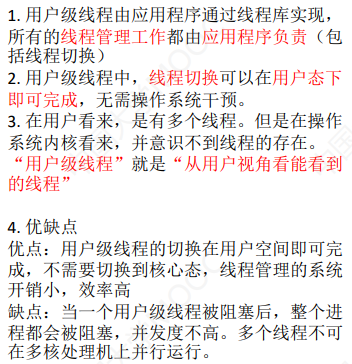 1. 用户级线程由应用程序通过线程库实现，
所有的线程管理工作都由应用程序负责（包
括线程切换）
2. 用户级线程中，线程切换可以在用户态下
即可完成，无需操作系统干预。
3. 在用户看来，是有多个线程。但是在操作
系统内核看来，并意识不到线程的存在。
“用户级线程”就是“从用户视角看能看到
的线程”
4. 优缺点
优点：用户级线程的切换在用户空间即可完
成，不需要切换到核心态，线程管理的系统
开销小，效率高
缺点：当一个用户级线程被阻塞后，整个进
程都会被阻塞，并发度不高。多个线程不可
在多核处理机上并行运行。